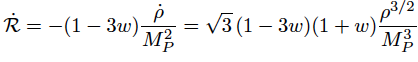 $\dot{\mathcal{R}} = -(1-3w)\frac{\dot{\rho}}{M_P^2} = \sqrt{3}\,(1-3w)(1+w)\frac{\rho^{3/2}}{M_P^3}$